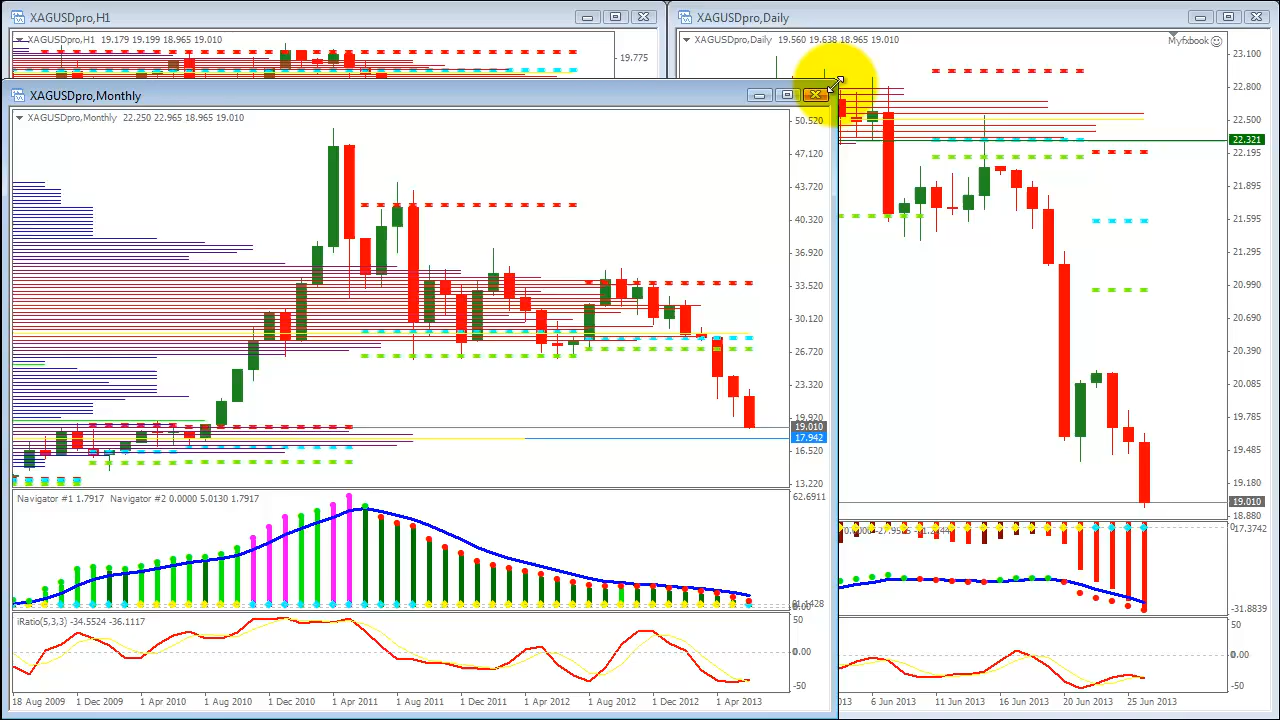 XAGUSDpro,H1
XAGUSDpro,H1 19.179 19.199 18.965 19.010
19.775
XAGUSDpro,Daily
XAGUSDpro,Daily 19.560 19.638 18.965 19.010
Myfxbook
23.100
22.800
22.500
22.321
22.195
21.895
21.595
21.295
20.990
20.690
20.390
20.085
19.785
19.485
19.180
19.010
18.880
17.3742
-31.8839
50
0.00
-50
6 Jun 2013
11 Jun 2013
16 Jun 2013
20 Jun 2013
25 Jun 2013
XAGUSDpro,Monthly
XAGUSDpro,Monthly 18.965 19.010
50.520
47.120
43.720
40.320
36.920
33.520
30.120
26.720
23.320
19.970
19.010
17.942
16.520
13.220
Navigator #1 1.7917 Navigator #2 0.0000 5.0130 1.7917
62.6911
0.00
iRatio(5,3,3) -34.5524 -36.1117
50
0.00
-50
18 Aug 2009
1 Dec 2009
1 Apr 2010
1 Aug 2010
1 Dec 2010
1 Apr 2011
1 Aug 2011
1 Dec 2011
1 Apr 2012
1 Aug 2012
1 Dec 2012
1 Apr 2013